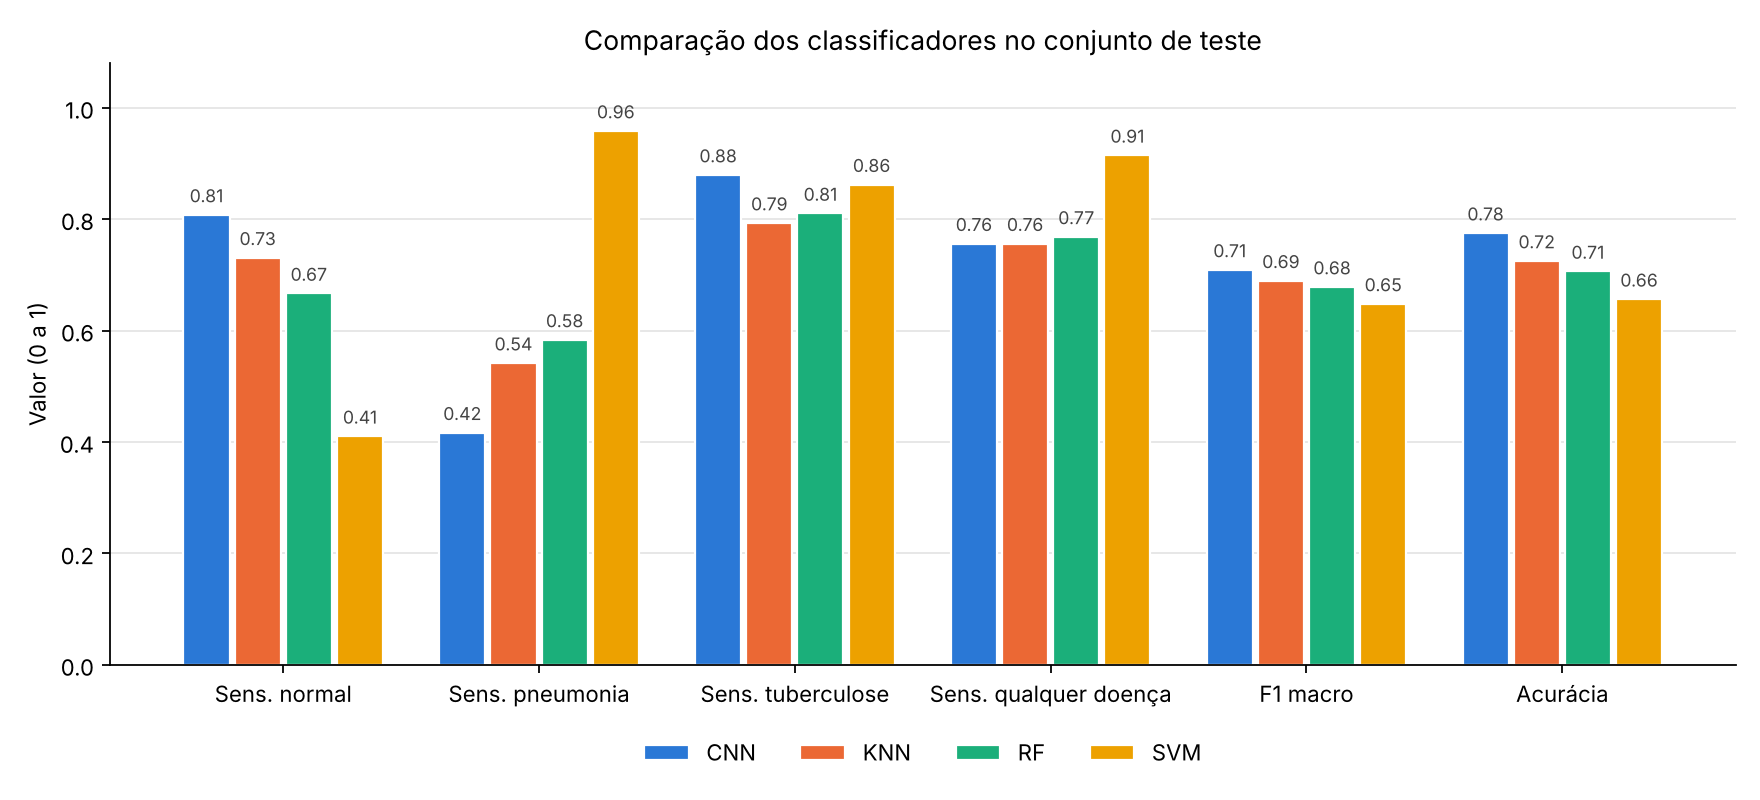 Comparação dos classificadores no conjunto de teste
Valor (0 a 1)
1.0
0.8
0.6
0.4
0.2
0.0
0.81
0.73
0.67
0.41
0.42
0.54
0.58
0.96
0.88
0.79
0.81
0.86
0.76
0.76
0.77
0.91
0.71
0.69
0.68
0.65
0.78
0.72
0.71
0.66
Sens. normal
Sens. pneumonia
Sens. tuberculose
Sens. qualquer doença
F1 macro
Acurácia
CNN
KNN
RF
SVM